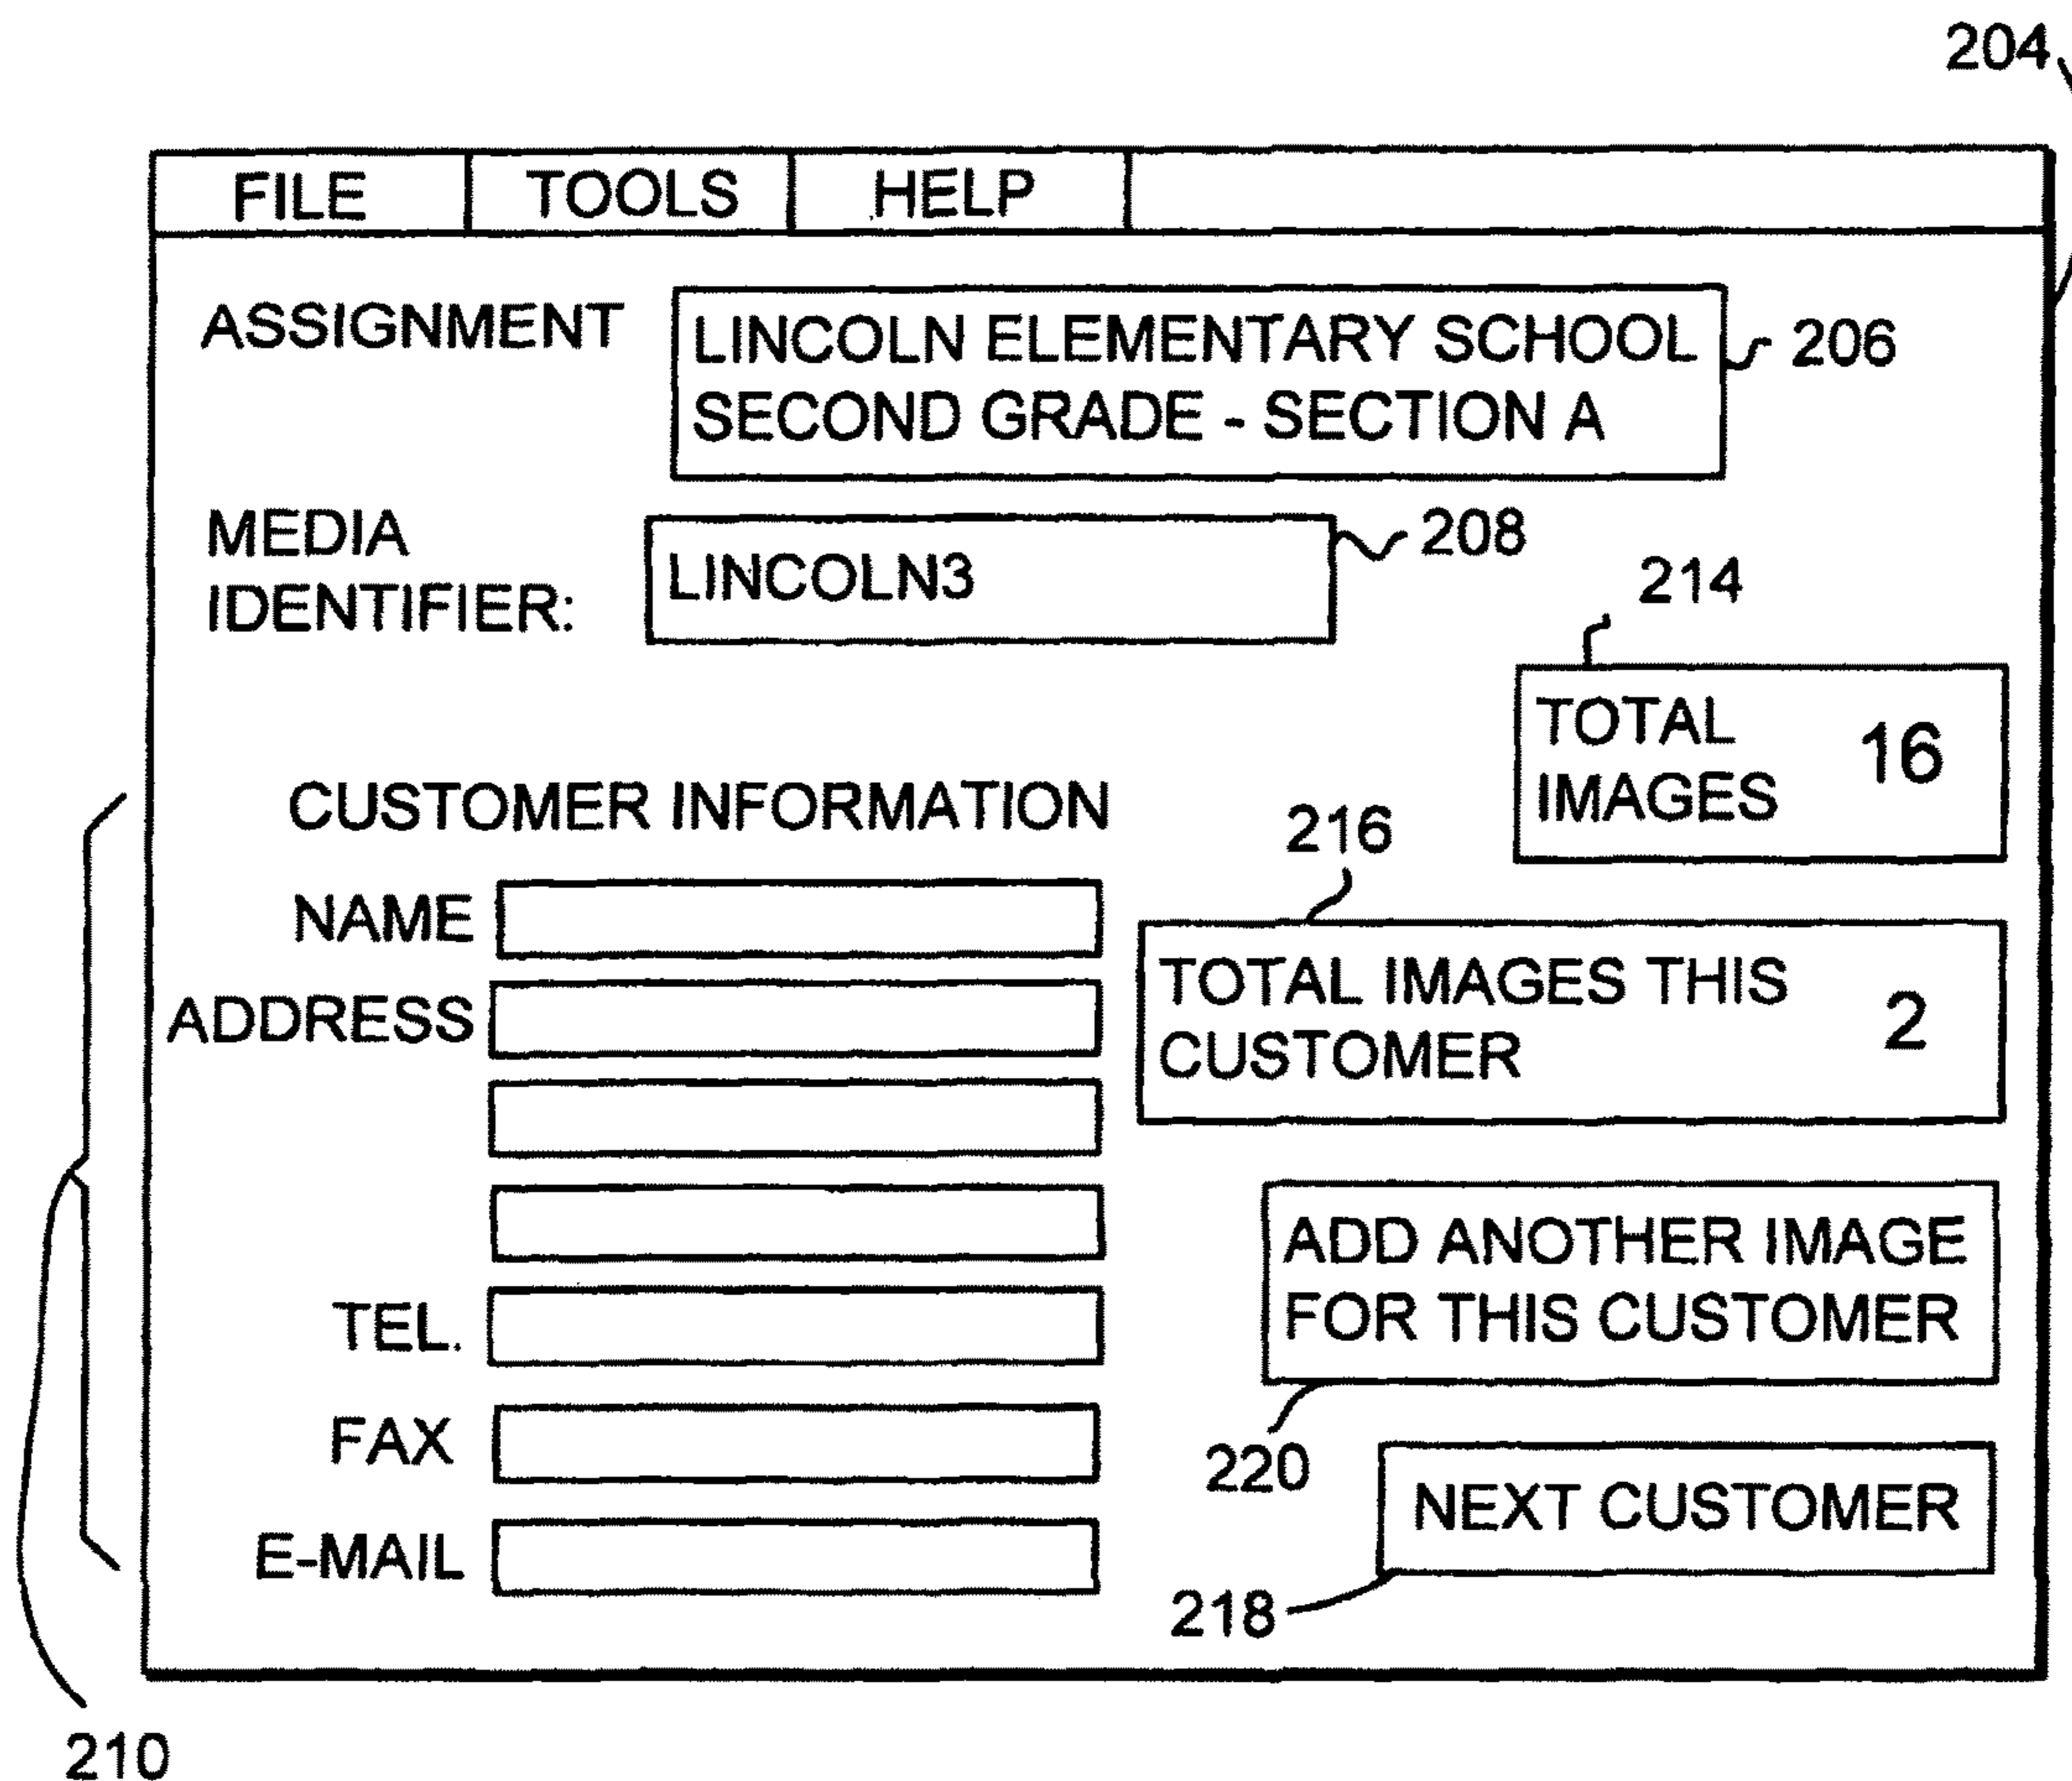 204
FILE TOOLS HELP
ASSIGNMENT
LINCOLN ELEMENTARY SCHOOL
SECOND GRADE - SECTION A
206
MEDIA
IDENTIFIER:
LINCOLN3
208
214
TOTAL
IMAGES
16
CUSTOMER INFORMATION
216
NAME
ADDRESS
TOTAL IMAGES THIS
CUSTOMER
2
ADD ANOTHER IMAGE
FOR THIS CUSTOMER
TEL.
FAX
220
NEXT CUSTOMER
E-MAIL
218
210